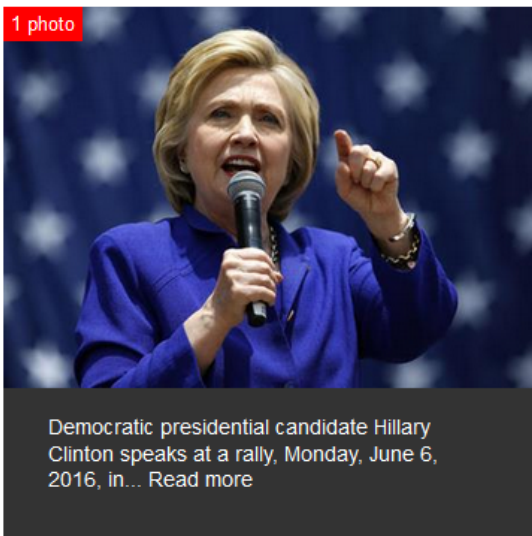 1 photo
Democratic presidential candidate Hillary
Clinton speaks at a rally, Monday, June 6,
2016, in... Read more